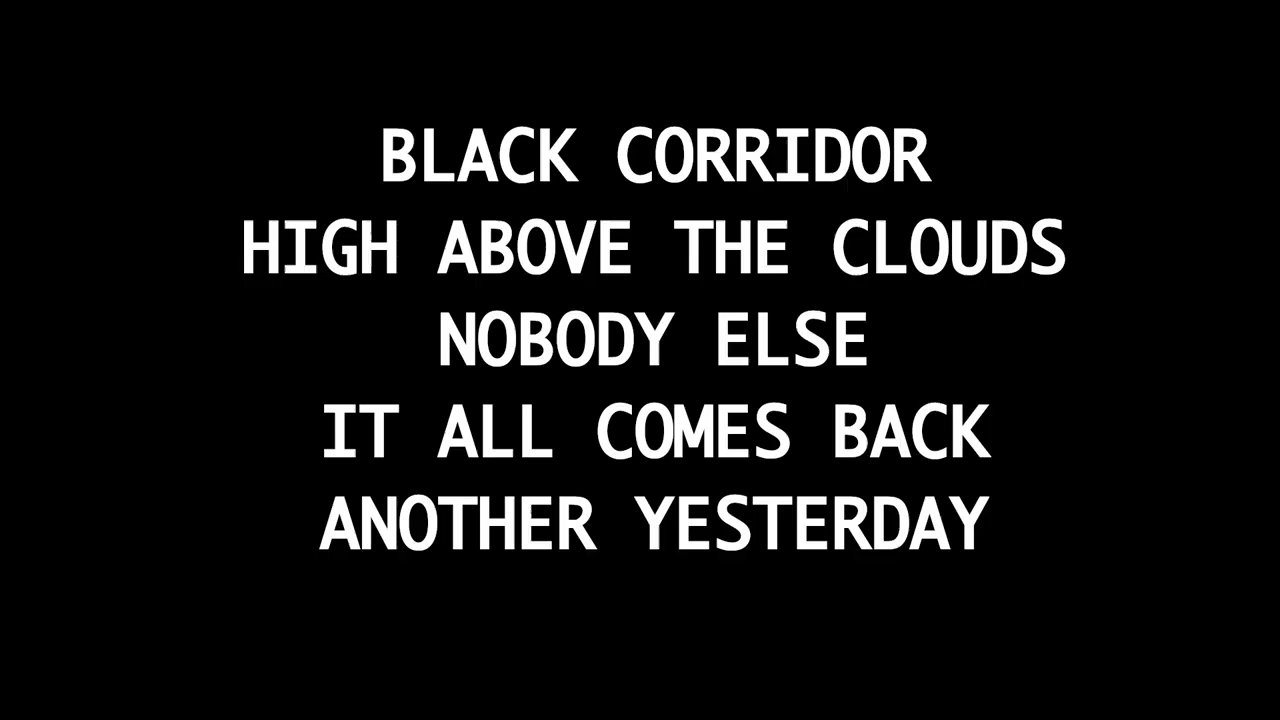 BLACK CORRIDOR
HIGH ABOVE THE CLOUDS
NOBODY ELSE
IT ALL COMES BACK
ANOTHER YESTERDAY